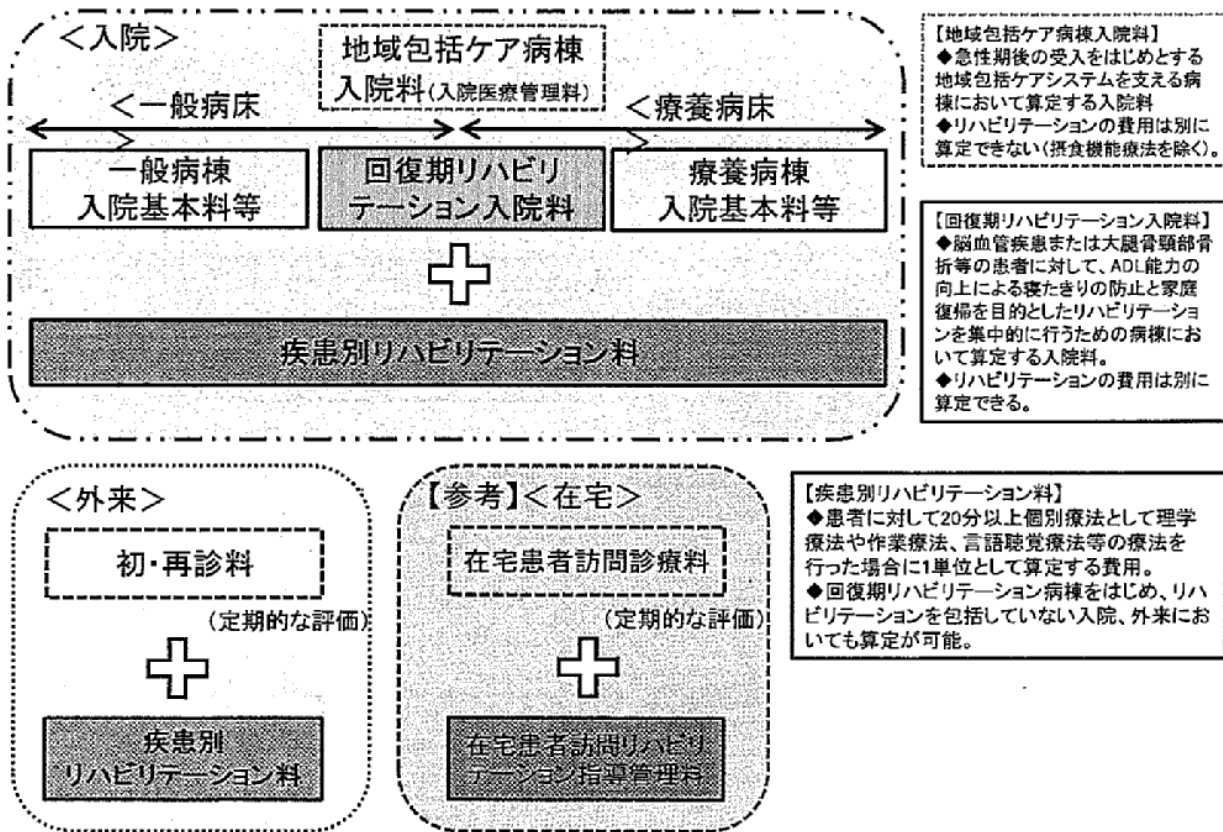 <入院>
地域包括ケア病棟
入院料(入院医療管理料)
<一般病床
>
<療養病床
>
一般病棟
入院基本料等
回復期リハビリ
テーション入院料
療養病棟
入院基本料等
疾患別リハビリテーション料
【地域包括ケア病棟入院料】
◆急性期後の受入をはじめとする
地域包括ケアシステムを支える病
棟において算定する入院料
◆リハビリテーションの費用は別に
算定できない(摂食機能療法を除く)。
【回復期リハビリテーション入院料】
◆脳血管疾患または大腿骨頸部骨
折等の患者に対して、ADL能力の
向上による寝たきりの防止と家庭
復帰を目的としたリハビリテーショ
ンを集中的に行うための病棟にお
いて算定する入院料。
◆リハビリテーションの費用は別に
算定できる。
<外来>
初・再診料
(定期的な評価)
疾患別
リハビリテーション料
【参考】<在宅>
在宅患者訪問診療料
(定期的な評価)
在宅患者訪問リハビリ
テーション指導管理料
【疾患別リハビリテーション料】
◆患者に対して20分以上個別療法として理学
療法や作業療法、言語聴覚療法等の療法を
行った場合に1単位として算定する費用。
◆回復期リハビリテーション病棟をはじめ、リハ
ビリテーションを包括していない入院、外来にお
いても算定が可能。